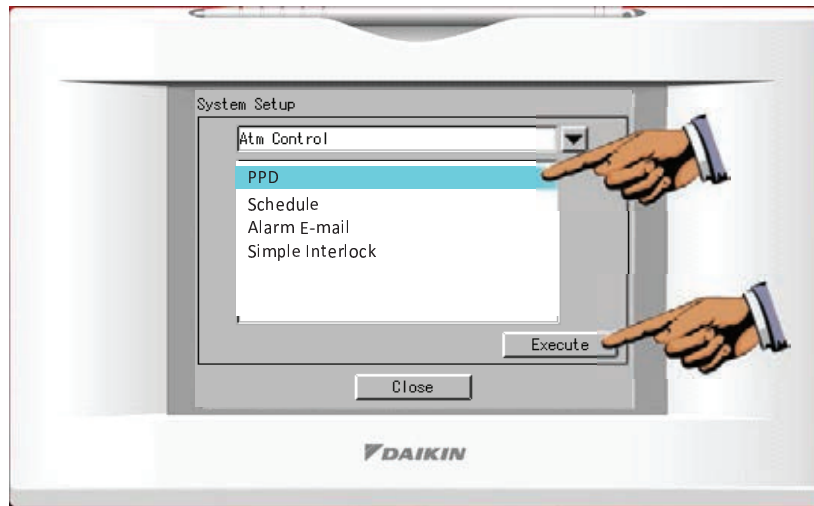 System Setup
Atm Control
PPD
Schedule
Alarm E-mail
Simple Interlock
Execute
Close
DAIKIN